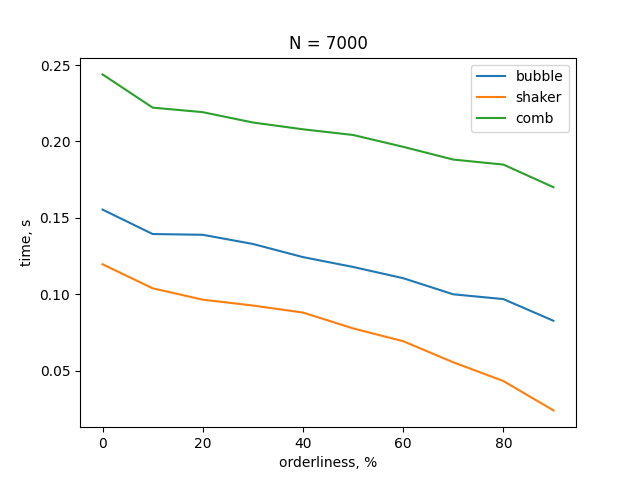 N = 7000
bubble
shaker
comb
time, s
0.25
0.20
0.15
0.10
0.05
0
20
40
60
80
orderliness, %